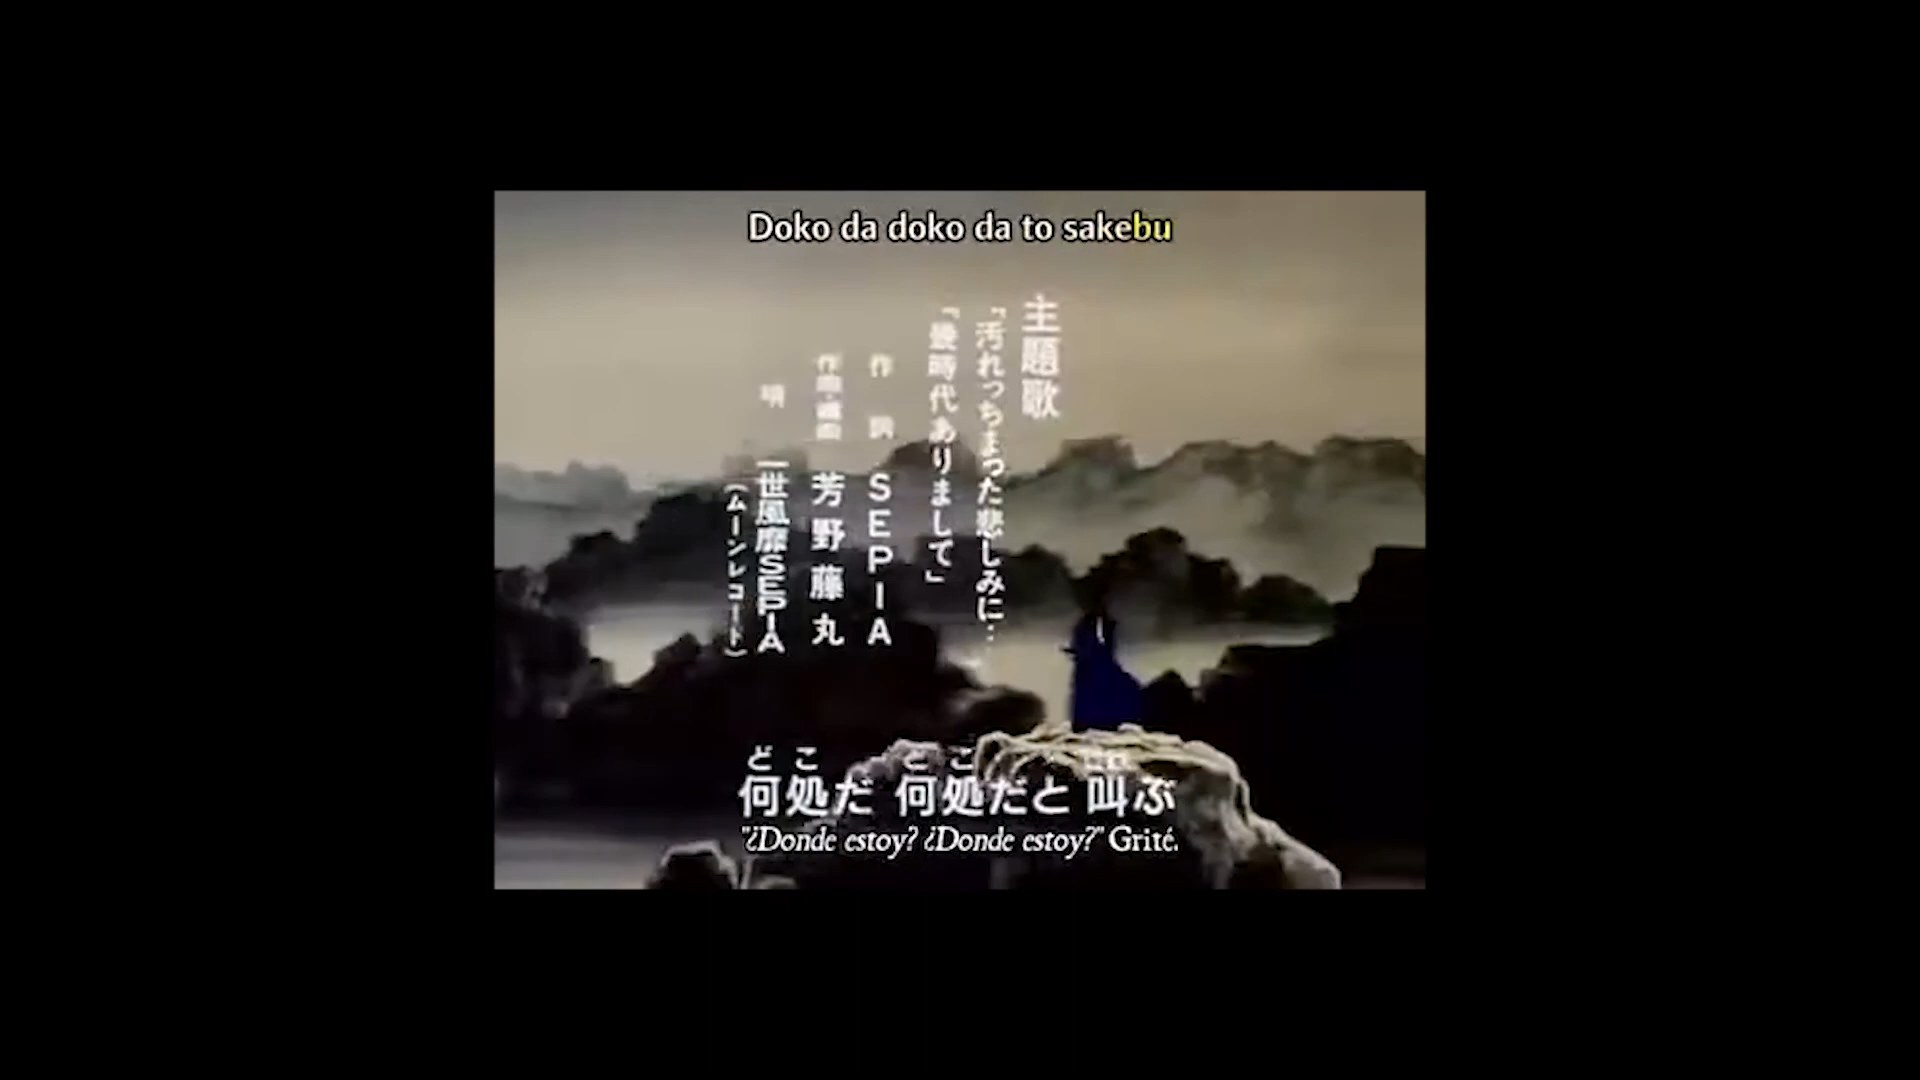 Doko da doko da to sakebu
主題歌
『汚れっちまった悲しみに…
「幾時代ありまして」
作詞 SEPIA
作曲・編曲 芳野藤丸
唄 一世風靡SEPIA
(ムーンレコード)
どこ どこ
何処だ 何処だと 叫ぶ
"¿Donde estoy? ¿Donde estoy?" Grité.